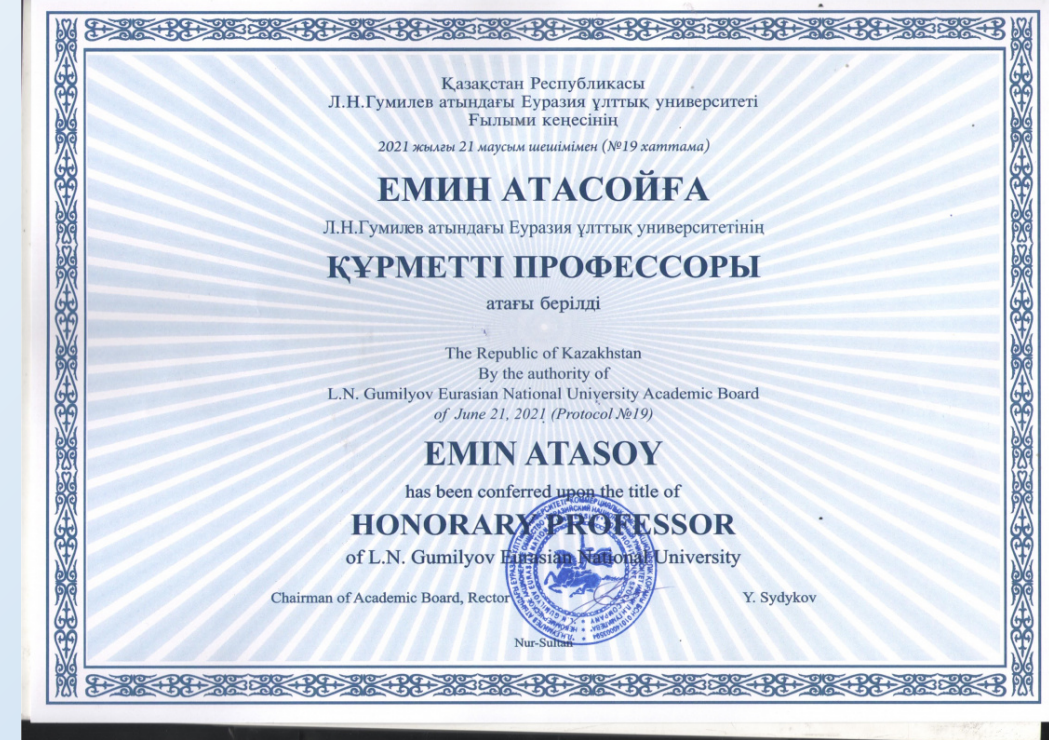 Қазақстан Республикасы
Л.Н.Гумилев атындағы Еуразия ұлттық университеті
Ғылыми кеңесінің
2021 жылғы 21 маусым шешімімен (№19 хаттама)
ЕМИН АТАСОЙҒА
Л.Н.Гумилев атындағы Еуразия ұлттық университетінің
ҚҰРМЕТТІ ПРОФЕССОРЫ
атағы берілді
The Republic of Kazakhstan
By the authority of
L.N. Gumilyov Eurasian National University Academic Board
of June 21, 2021 (Protocol №19)
EMIN ATASOY
has been conferred upon the title of
HONORARY PROFESSOR
of L.N. Gumilyov Eurasian National University
Chairman of Academic Board, Rector
Y. Sydykov
Nur-Sultan